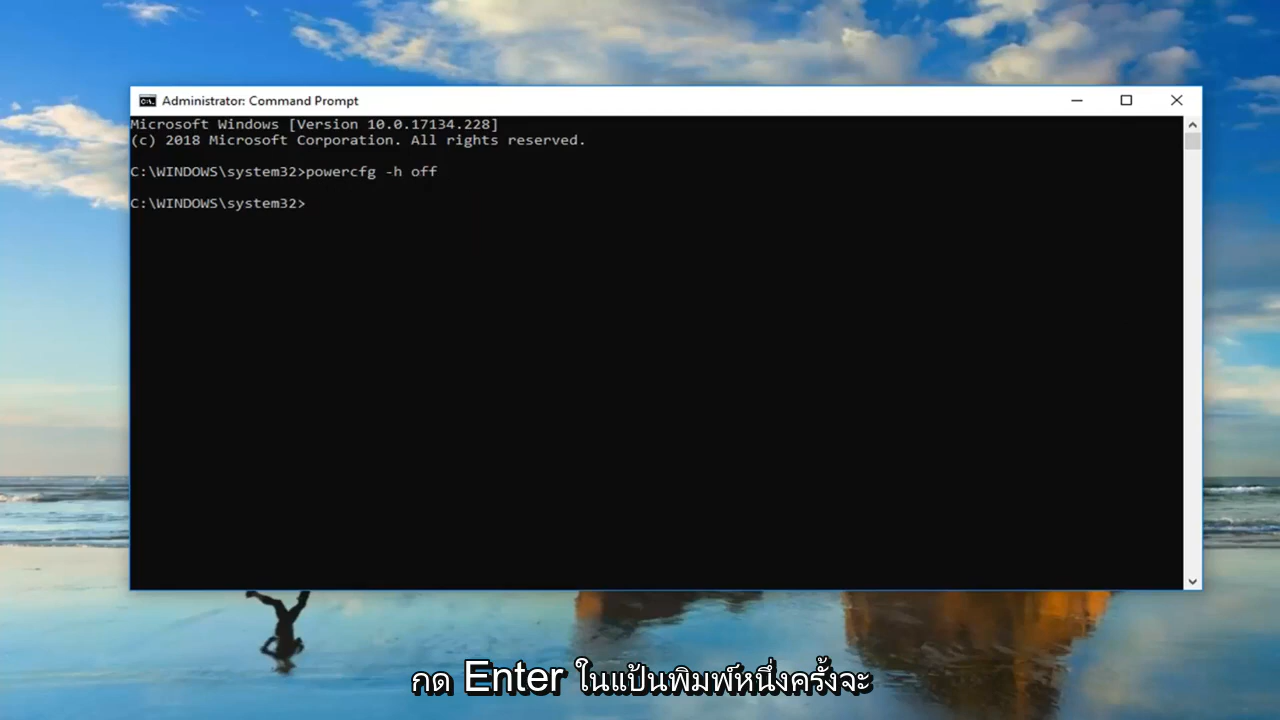 Administrator: Command Prompt
Microsoft Windows [Version 10.0.17134.228]
(c) 2018 Microsoft Corporation. All rights reserved.
C:\WINDOWS\system32>powercfg -h off
C:\WINDOWS\system32>
กด Enter ในแป้นพิมพ์หนึ่งครั้งจะ